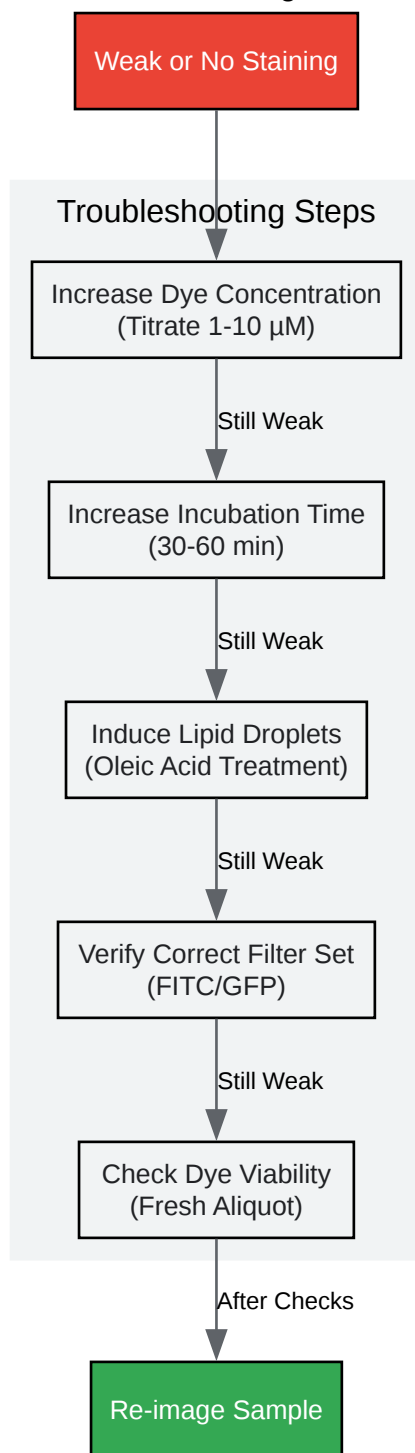 Weak or No Staining
Troubleshooting Steps
Increase Dye Concentration
(Titrate 1-10 µM)
Still Weak
Increase Incubation Time
(30-60 min)
Still Weak
Induce Lipid Droplets
(Oleic Acid Treatment)
Still Weak
Verify Correct Filter Set
(FITC/GFP)
Still Weak
Check Dye Viability
(Fresh Aliquot)
After Checks
Re-image Sample